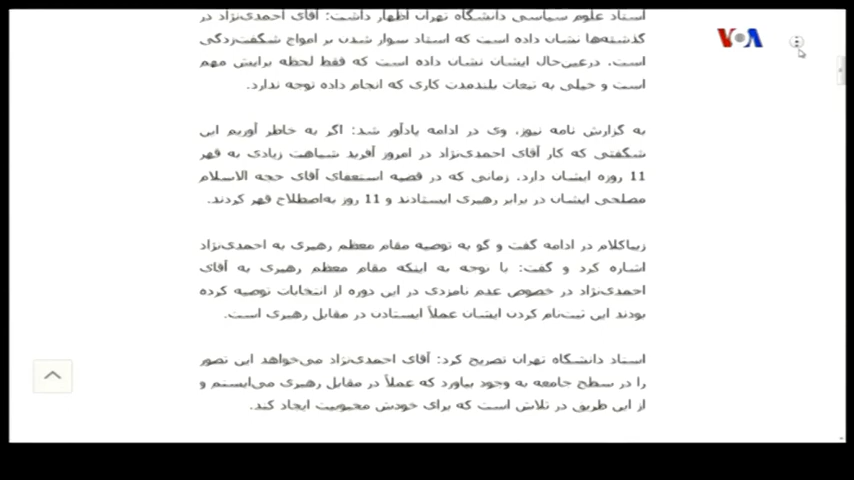 VOA
استاد علوم سیاسی دانشگاه تهران اظهار داشت: آقای احمدی‌نژاد در
گذشته‌ها نشان داده است که استاد سوار شدن بر امواج شگفت‌زدگی
است. درعین‌حال ایشان نشان داده است که فقط لحظه برایش مهم
است و خیلی به تبعات بلندمدت کاری که انجام داده توجه ندارد.
به گزارش نامه نیوز، وی در ادامه یادآور شد: اگر به خاطر آوریم این
شگفتی که کار آقای احمدی‌نژاد در امروز آفرید شباهت زیادی به قهر
11 روزه ایشان دارد. زمانی که در قضیه استعفای آقای حجه الاسلام
مصلحی ایشان در برابر رهبری ایستادند و 11 روز به‌اصطلاح قهر کردند.
زیباکلام در ادامه گفت و گو به توصیه مقام معظم رهبری به احمدی‌نژاد
اشاره کرد و گفت: با توجه به اینکه مقام معظم رهبری به آقای
احمدی‌نژاد در خصوص عدم نامزدی در این دوره از انتخابات توصیه کرده
بودند این ثبت‌نام کردن ایشان عملاً ایستادن در مقابل رهبری است.
استاد دانشگاه تهران تصریح کرد: آقای احمدی‌نژاد می‌خواهد این تصور
را در سطح جامعه به وجود بیاورد که عملاً در مقابل رهبری می‌ایستم و
از این طریق در تلاش است که برای خودش محبوبیت ایجاد کند.